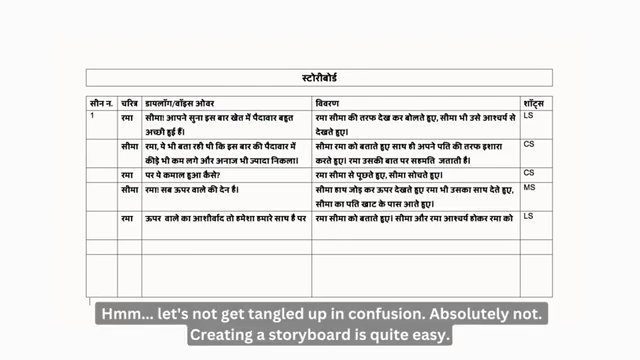 स्टोरीबोर्ड
सीन न. चरित्र डायलॉग/वॉइस ओवर विवरण शॉट्स
1 रमा सीमा! आपने सुना इस बार खेत में पैदावार बहुत रमा सीमा की तरफ देख कर बोलते हुए, सीमा भी उसे आश्चर्य से LS
अच्छी हुई हैं। देखते हुए।
सीमा रमा, ये भी बता रही थी कि इस बार की पैदावार में सीमा रमा को बताते हुए साथ ही अपने पति की तरफ इशारा CS
कीड़े भी कम लगे और अनाज भी ज्यादा निकला। करते हुए। रमा उसकी बात पर सहमति जताती है।
रमा पर ये कमाल हुआ कैसे? रमा सीमा से पूछते हुए, सीमा सोचते हुए। CS
सीमा रमा! सब ऊपर वाले की देन है। सीमा हाथ जोड़ कर ऊपर देखते हुए रमा भी उसका साथ देते हुए, MS
सीमा का पति खाट के पास आते हुए।
रमा ऊपर वाले का आशीर्वाद तो हमेशा हमारे साथ है पर रमा सीमा को बताते हुए। सीमा और रमा आश्चर्य होकर रमा को LS
Hmm... let's not get tangled up in confusion. Absolutely not.
Creating a storyboard is quite easy.